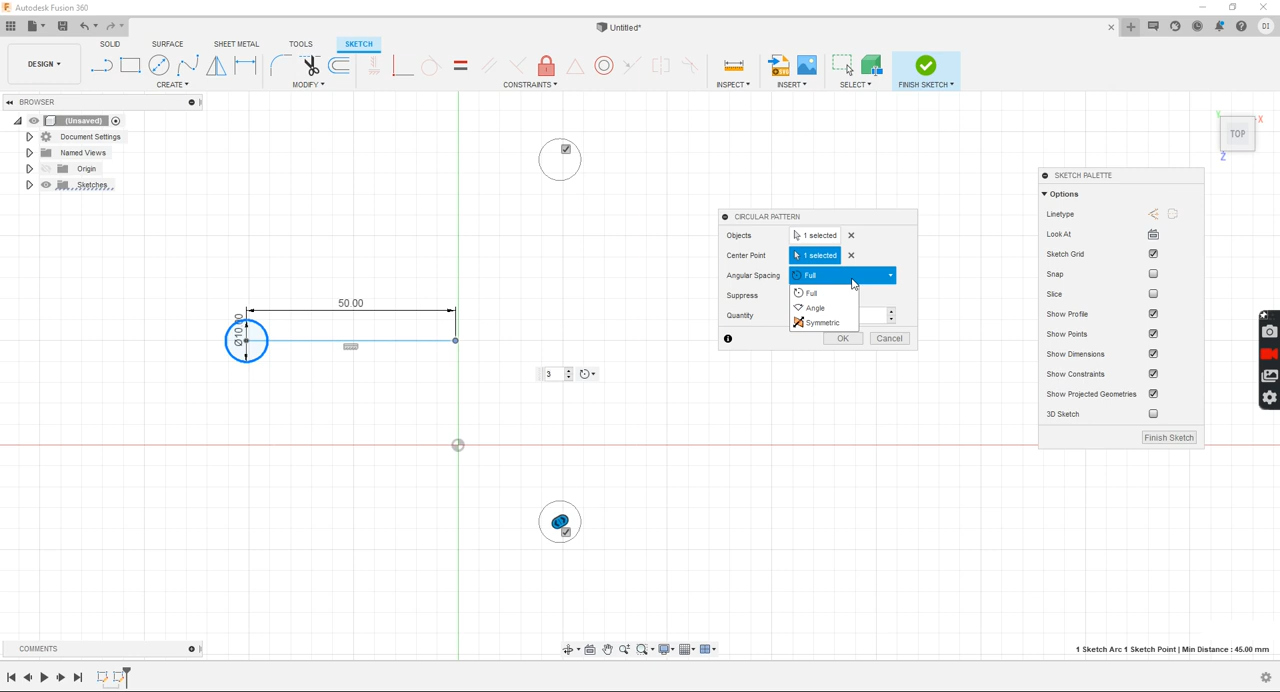 Autodesk Fusion 360
Untitled*
DI
DESIGN
SOLID
SURFACE
SHEET METAL
TOOLS
SKETCH
CREATE
MODIFY
CONSTRAINTS
INSPECT
INSERT
SELECT
FINISH SKETCH
BROWSER
(Unsaved)
Document Settings
Named Views
Origin
Sketches
TOP
X
Y
Z
50.00
Ø10.00
3
CIRCULAR PATTERN
Objects 1 selected
Center Point 1 selected
Angular Spacing Full
Full
Angle
Symmetric
Suppress
Quantity
OK Cancel
SKETCH PALETTE
Options
Linetype
Look At
Sketch Grid
Snap
Slice
Show Profile
Show Points
Show Dimensions
Show Constraints
Show Projected Geometries
3D Sketch
Finish Sketch
COMMENTS
1 Sketch Arc 1 Sketch Point | Min Distance : 45.00 mm